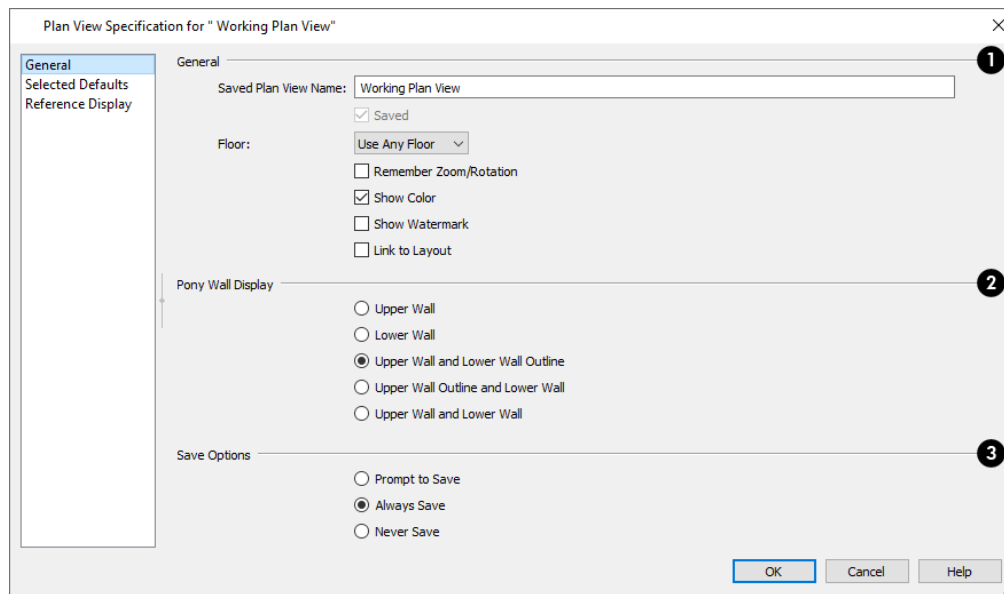 Plan View Specification for " Working Plan View"
General
Selected Defaults
Reference Display
General
1
Saved Plan View Name:
Working Plan View
Saved
Floor:
Use Any Floor
Remember Zoom/Rotation
Show Color
Show Watermark
Link to Layout
Pony Wall Display
2
Upper Wall
Lower Wall
Upper Wall and Lower Wall Outline
Upper Wall Outline and Lower Wall
Upper Wall and Lower Wall
Save Options
3
Prompt to Save
Always Save
Never Save
OK
Cancel
Help